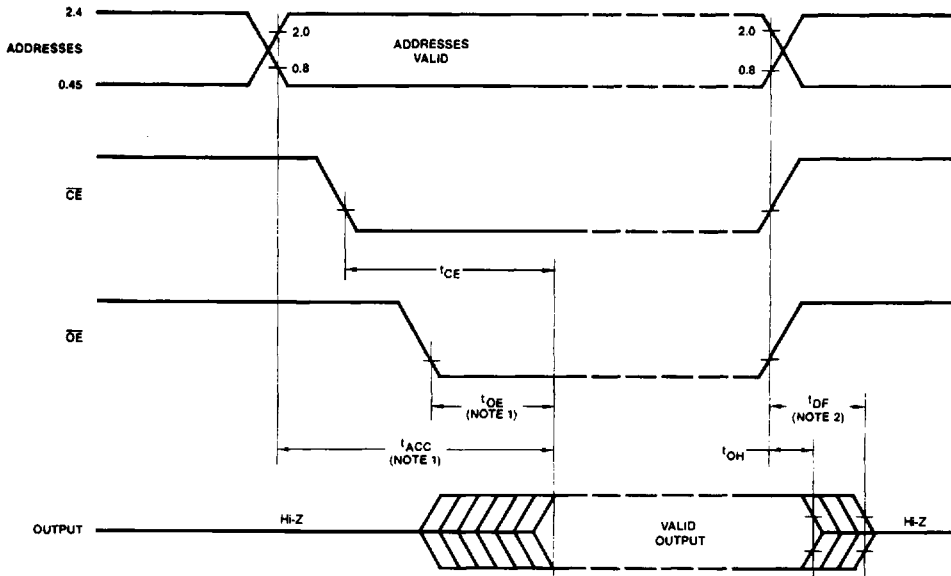 2.4
ADDRESSES
0.45
2.0
0.8
ADDRESSES
VALID
2.0
0.8
CE
tCE
OE
tOE
(NOTE 1)
tACC
(NOTE 1)
tDF
(NOTE 2)
tOH
OUTPUT
Hi-Z
VALID
OUTPUT
Hi-Z